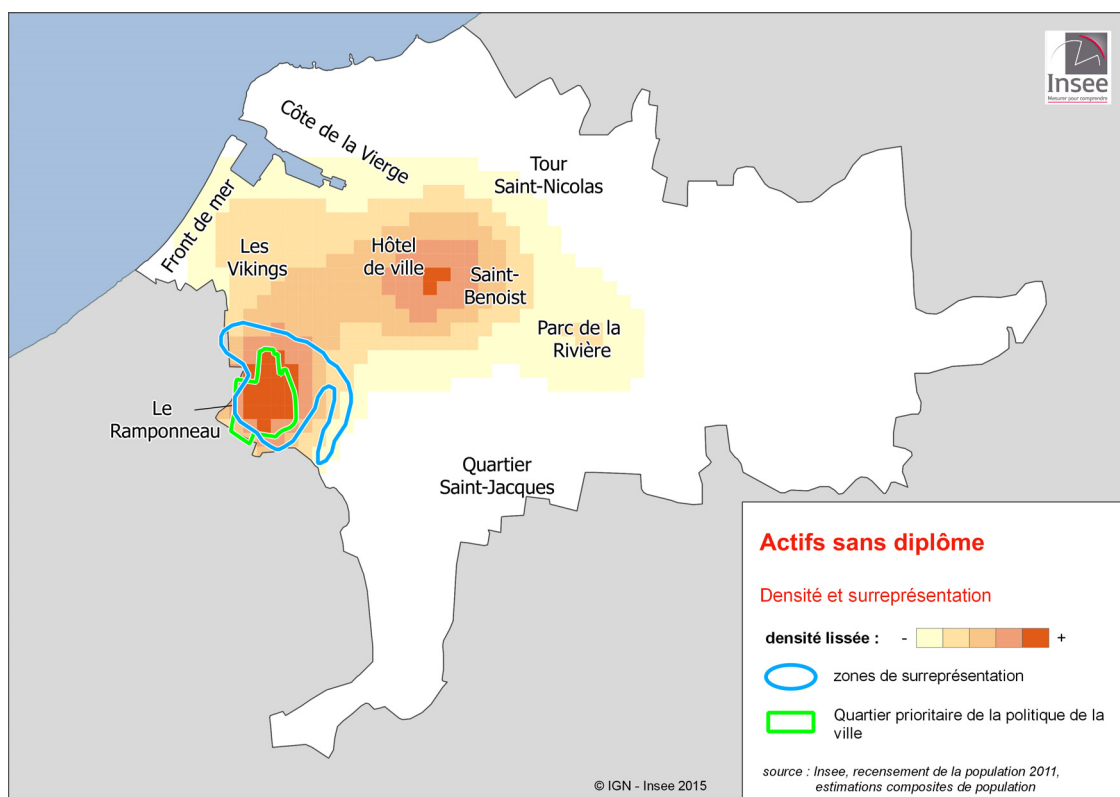 Insee
Mesurer pour comprendre
Côte de la Vierge
Tour
Saint-Nicolas
Front de mer
Les
Vikings
Hôtel
de ville
Saint-
Benoist
Parc de la
Rivière
Le
Ramponneau
Quartier
Saint-Jacques
Actifs sans diplôme
Densité et surreprésentation
densité lissée : - +
zones de surreprésentation
Quartier prioritaire de la politique de la
ville
source : Insee, recensement de la population 2011,
estimations composites de population
© IGN - Insee 2015